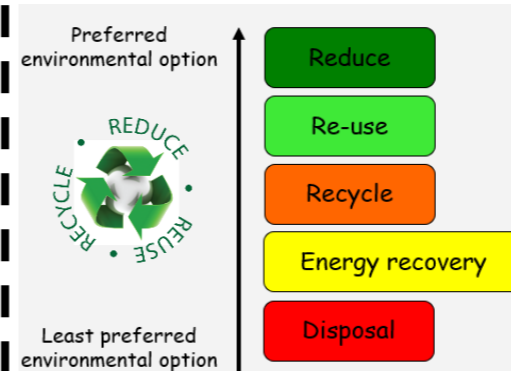 Preferred
environmental option
Reduce
Re-use
REDUCE
REUSE
RECYCLE
Recycle
Energy recovery
Disposal
Least preferred
environmental option